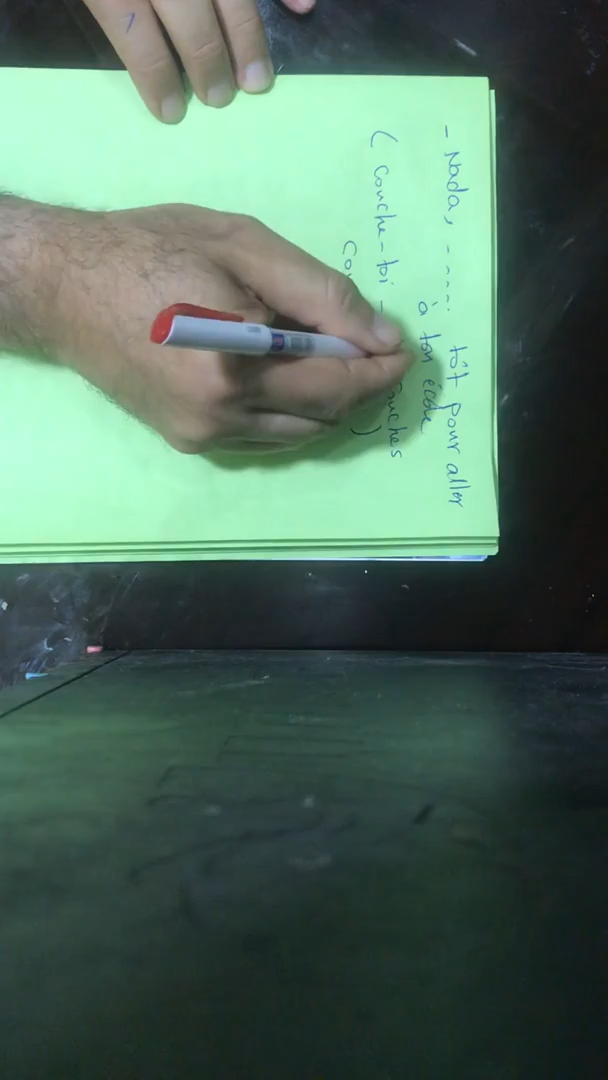 - Nada, ..... tôt pour aller
à ton école
( couche-toi -